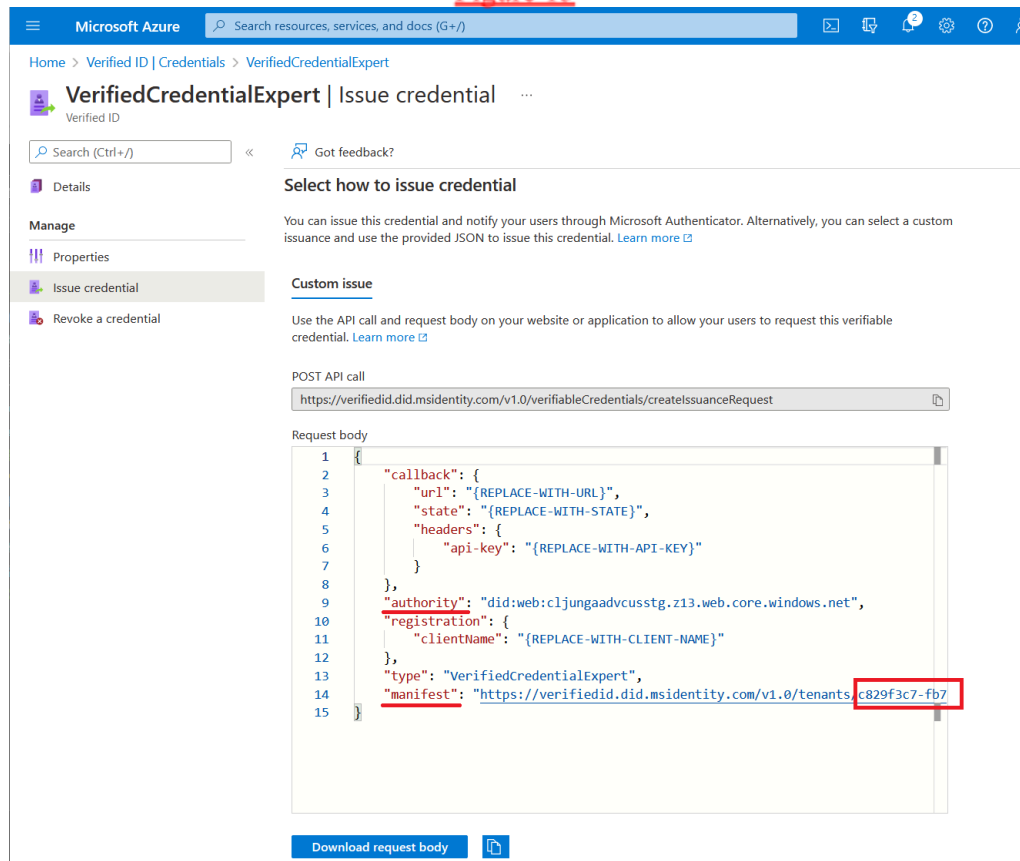 Microsoft Azure
Search resources, services, and docs (G+/)
2
Home > Verified ID | Credentials > VerifiedCredentialExpert
VerifiedCredentialExpert | Issue credential ...
Verified ID
Search (Ctrl+/)
«
Got feedback?
Details
Manage
Properties
Issue credential
Revoke a credential
Select how to issue credential
You can issue this credential and notify your users through Microsoft Authenticator. Alternatively, you can select a custom
issuance and use the provided JSON to issue this credential. Learn more
Custom issue
Use the API call and request body on your website or application to allow your users to request this verifiable
credential. Learn more
POST API call
https://verifiedid.did.msidentity.com/v1.0/verifiableCredentials/createIssuanceRequest
Request body
1 {
2 "callback": {
3 "url": "{REPLACE-WITH-URL}",
4 "state": "{REPLACE-WITH-STATE}",
5 "headers": {
6 "api-key": "{REPLACE-WITH-API-KEY}"
7 }
8 },
9 "authority": "did:web:cljungaadvcusstg.z13.web.core.windows.net",
10 "registration": {
11 "clientName": "{REPLACE-WITH-CLIENT-NAME}"
12 },
13 "type": "VerifiedCredentialExpert",
14 "manifest": "https://verifiedid.did.msidentity.com/v1.0/tenants/c829f3c7-fb7
15 }
Download request body